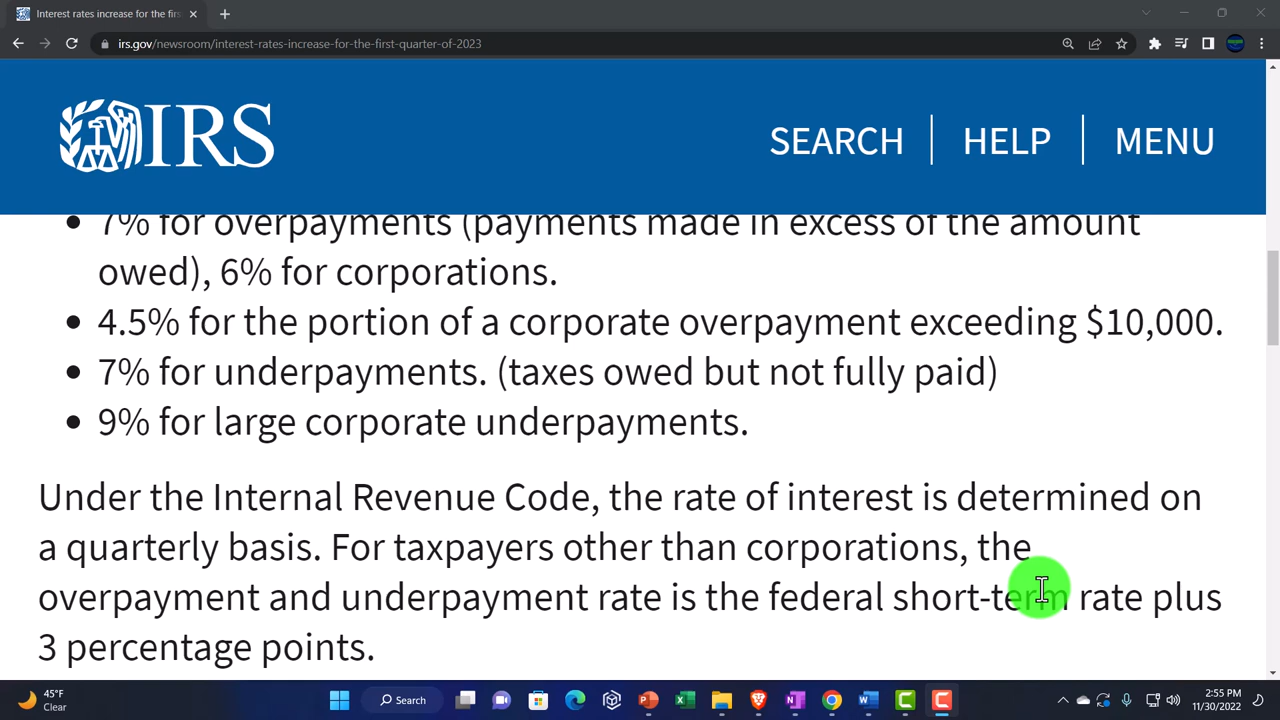 Interest rates increase for the firs
irs.gov/newsroom/interest-rates-increase-for-the-first-quarter-of-2023
IRS
SEARCH | HELP | MENU
• 7% for overpayments (payments made in excess of the amount
owed), 6% for corporations.
• 4.5% for the portion of a corporate overpayment exceeding $10,000.
• 7% for underpayments. (taxes owed but not fully paid)
• 9% for large corporate underpayments.
Under the Internal Revenue Code, the rate of interest is determined on
a quarterly basis. For taxpayers other than corporations, the
overpayment and underpayment rate is the federal short-term rate plus
3 percentage points.
45°F
Clear
Search
2:55 PM
11/30/2022